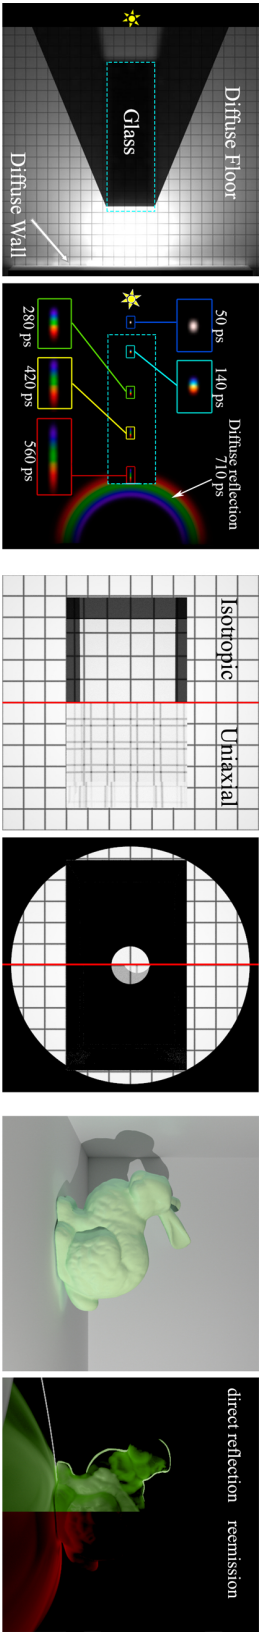 Diffuse Floor
Glass
Diffuse Wall
50 ps
140 ps
Diffuse reflection
710 ps
280 ps
420 ps
560 ps
Isotropic
Uniaxial
direct reflection
reemission